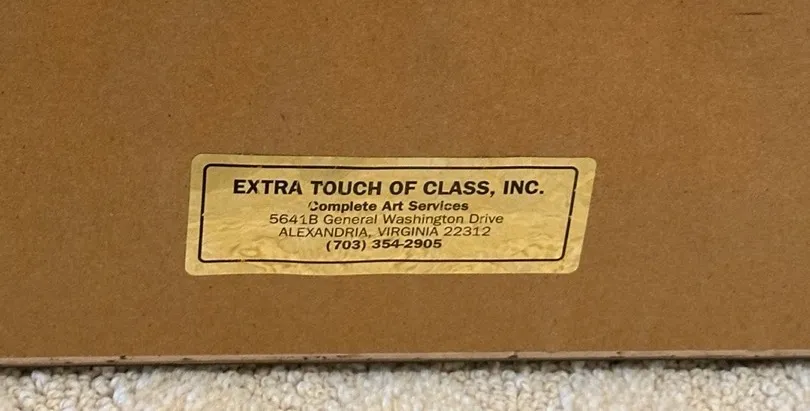 EXTRA TOUCH OF CLASS, INC.
Complete Art Services
5641B General Washington Drive
ALEXANDRIA, VIRGINIA 22312
(703) 354-2905